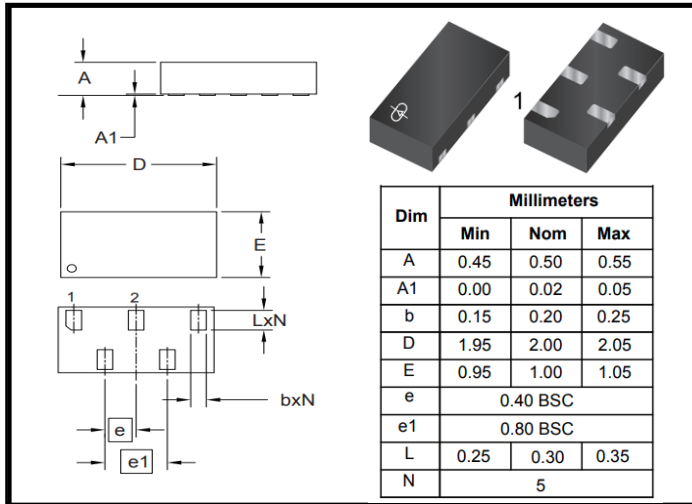 A
A1
D
E
1 2
LxN
bxN
e
e1
1
Dim Millimeters
Min Nom Max
A 0.45 0.50 0.55
A1 0.00 0.02 0.05
b 0.15 0.20 0.25
D 1.95 2.00 2.05
E 0.95 1.00 1.05
e 0.40 BSC
e1 0.80 BSC
L 0.25 0.30 0.35
N 5